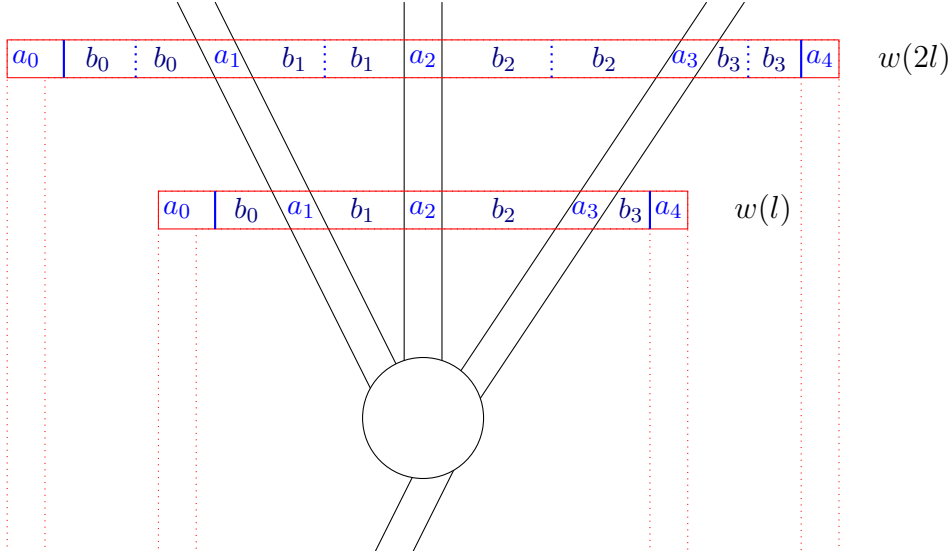 a₀ b₀ b₀ a₁ b₁ b₁ a₂ b₂ b₂ a₃ b₃ b₃ a₄ w(2l)
a₀ b₀ a₁ b₁ a₂ b₂ a₃ b₃ a₄ w(l)